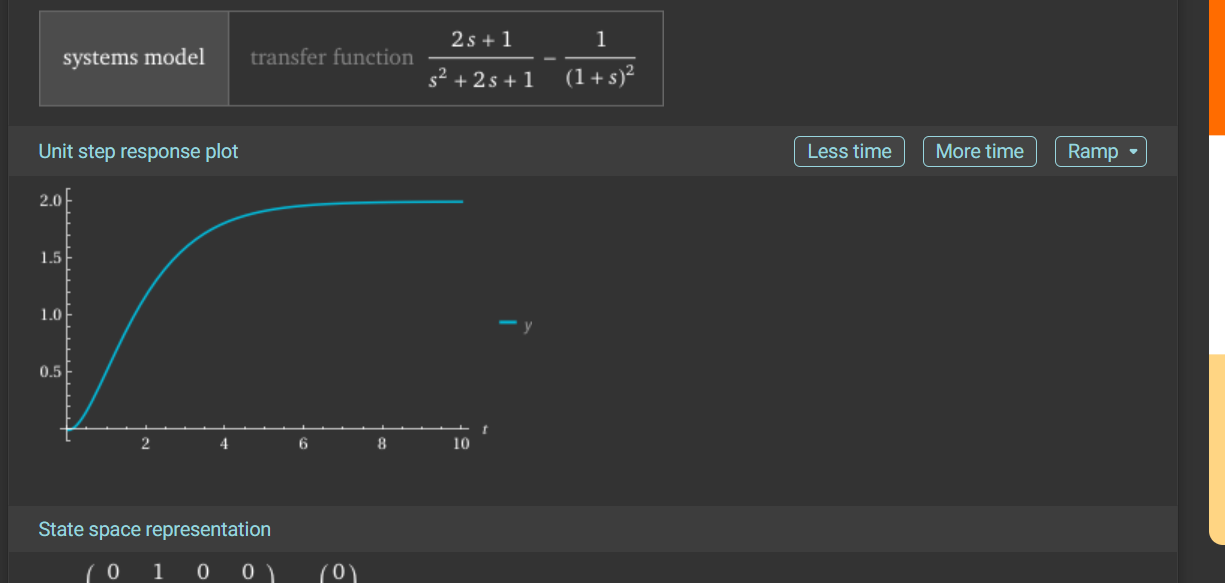 systems model transfer function (2 s + 1)/(s² + 2 s + 1) − 1/(1 + s)²
Unit step response plot Less time More time Ramp
2.0
1.5
1.0
0.5
2 4 6 8 10 t
y
State space representation
( 0 1 0 0 ) ( 0 )